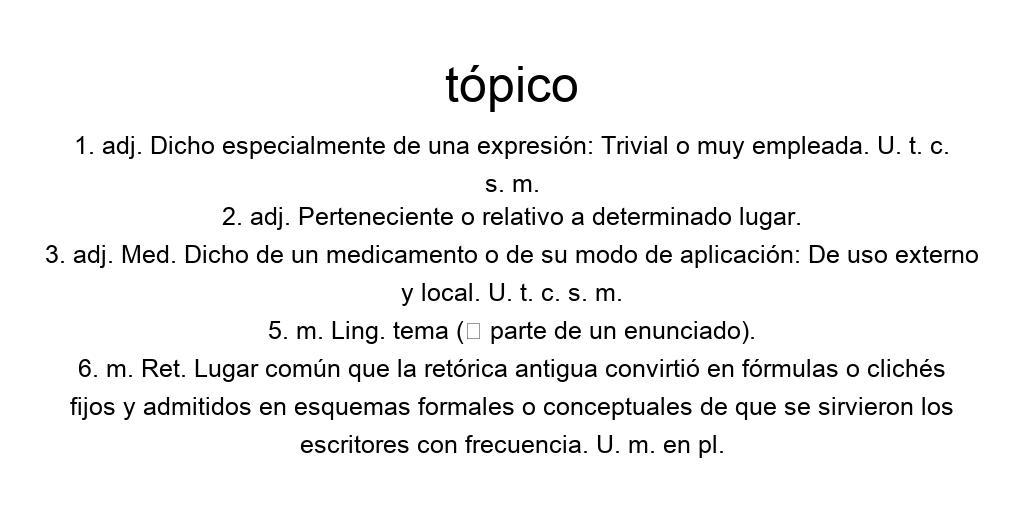 tópico
1. adj. Dicho especialmente de una expresión: Trivial o muy empleada. U. t. c.
s. m.
2. adj. Perteneciente o relativo a determinado lugar.
3. adj. Med. Dicho de un medicamento o de su modo de aplicación: De uso externo
y local. U. t. c. s. m.
5. m. Ling. tema (□ parte de un enunciado).
6. m. Ret. Lugar común que la retórica antigua convirtió en fórmulas o clichés
fijos y admitidos en esquemas formales o conceptuales de que se sirvieron los
escritores con frecuencia. U. m. en pl.